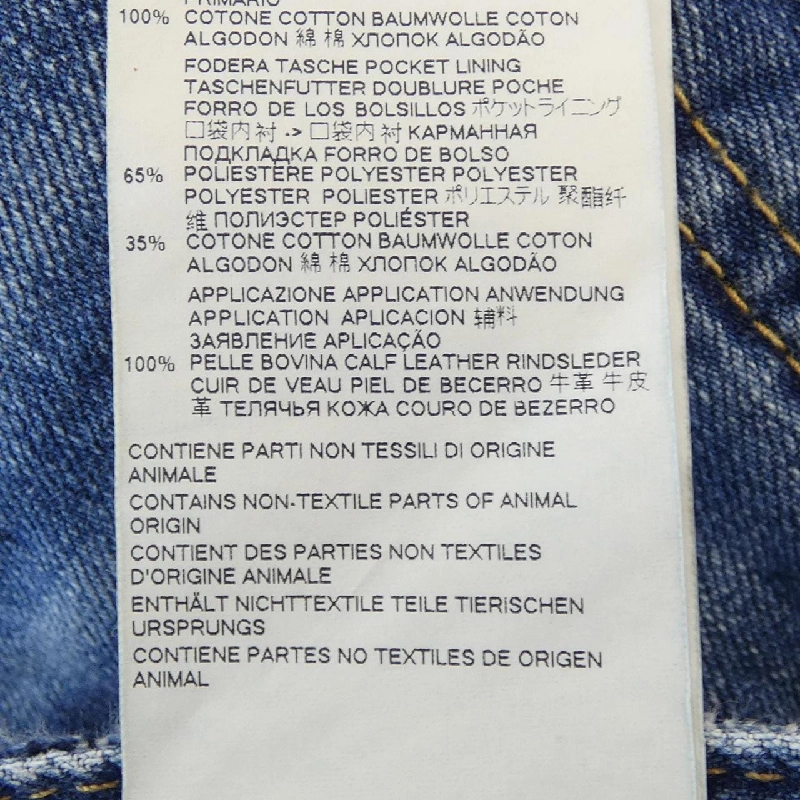 PRIMARIO
100% COTONE COTTON BAUMWOLLE COTON
ALGODON 綿 棉 ХЛОПОК ALGODÃO
FODERA TASCHE POCKET LINING
TASCHENFUTTER DOUBLURE POCHE
FORRO DE LOS BOLSILLOS ポケットライニング
口袋内衬 -> 口袋内衬 КАРМАННАЯ
ПОДКЛАДКА FORRO DE BOLSO
65% POLIESTERE POLYESTER POLYESTER
POLYESTER POLIESTER ポリエステル 聚酯纤
维 ПОЛИЭСТЕР POLIÉSTER
35% COTONE COTTON BAUMWOLLE COTON
ALGODON 綿 棉 ХЛОПОК ALGODÃO
APPLICAZIONE APPLICATION ANWENDUNG
APPLICATION APLICACION 辅料
ЗАЯВЛЕНИЕ APLICAÇÃO
100% PELLE BOVINA CALF LEATHER RINDSLEDER
CUIR DE VEAU PIEL DE BECERRO 牛革 牛皮
革 ТЕЛЯЧЬЯ КОЖА COURO DE BEZERRO
CONTIENE PARTI NON TESSILI DI ORIGINE
ANIMALE
CONTAINS NON-TEXTILE PARTS OF ANIMAL
ORIGIN
CONTIENT DES PARTIES NON TEXTILES
D'ORIGINE ANIMALE
ENTHÄLT NICHTTEXTILE TEILE TIERISCHEN
URSPRUNGS
CONTIENE PARTES NO TEXTILES DE ORIGEN
ANIMAL